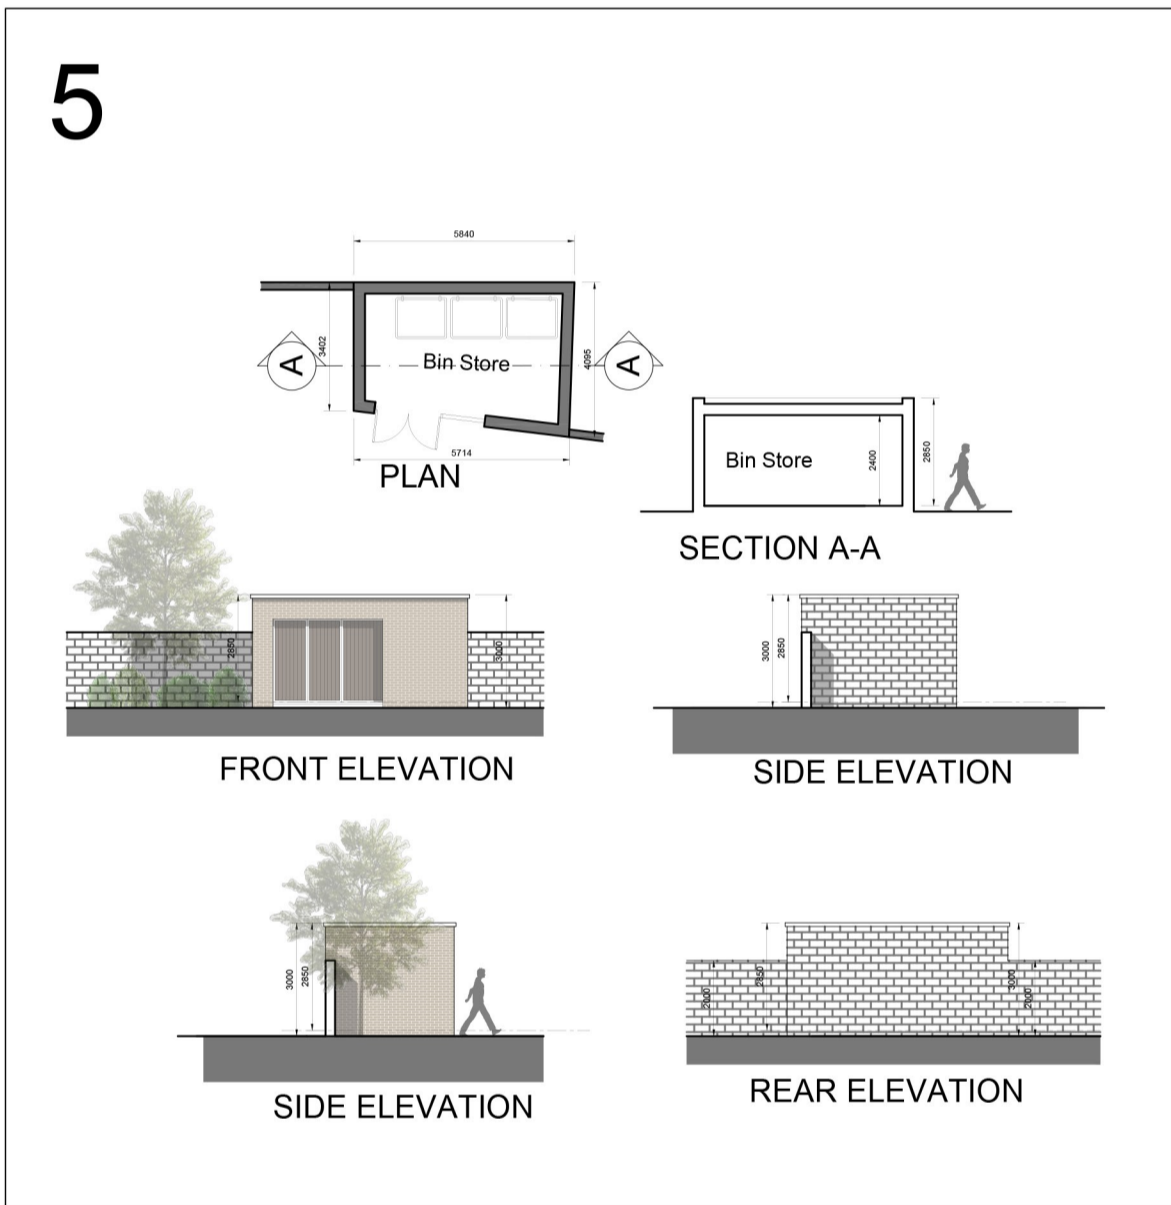 5
5840
3402
A
Bin Store
4095
A
5714
PLAN
Bin Store
2400
2850
SECTION A-A
2850
3000
FRONT ELEVATION
3000
2850
SIDE ELEVATION
3000
2850
SIDE ELEVATION
2000
2850
3000
2000
REAR ELEVATION